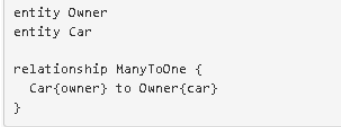 entity Owner
entity Car
relationship ManyToOne {
  Car{owner} to Owner{car}
}